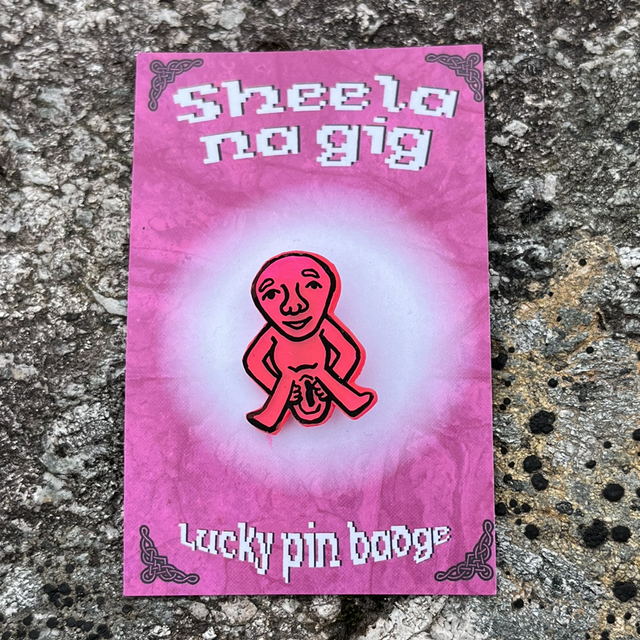 Sheela
na gig
Lucky pin badge